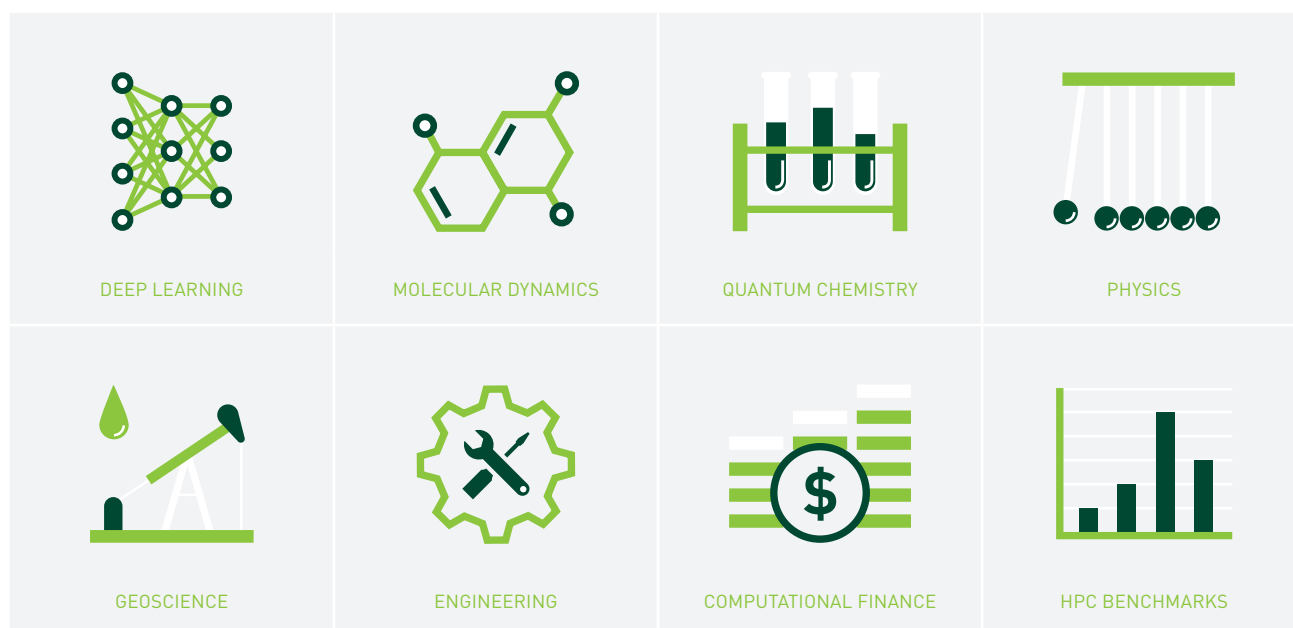 DEEP LEARNING
MOLECULAR DYNAMICS
QUANTUM CHEMISTRY
PHYSICS
$
GEOSCIENCE
ENGINEERING
COMPUTATIONAL FINANCE
HPC BENCHMARKS